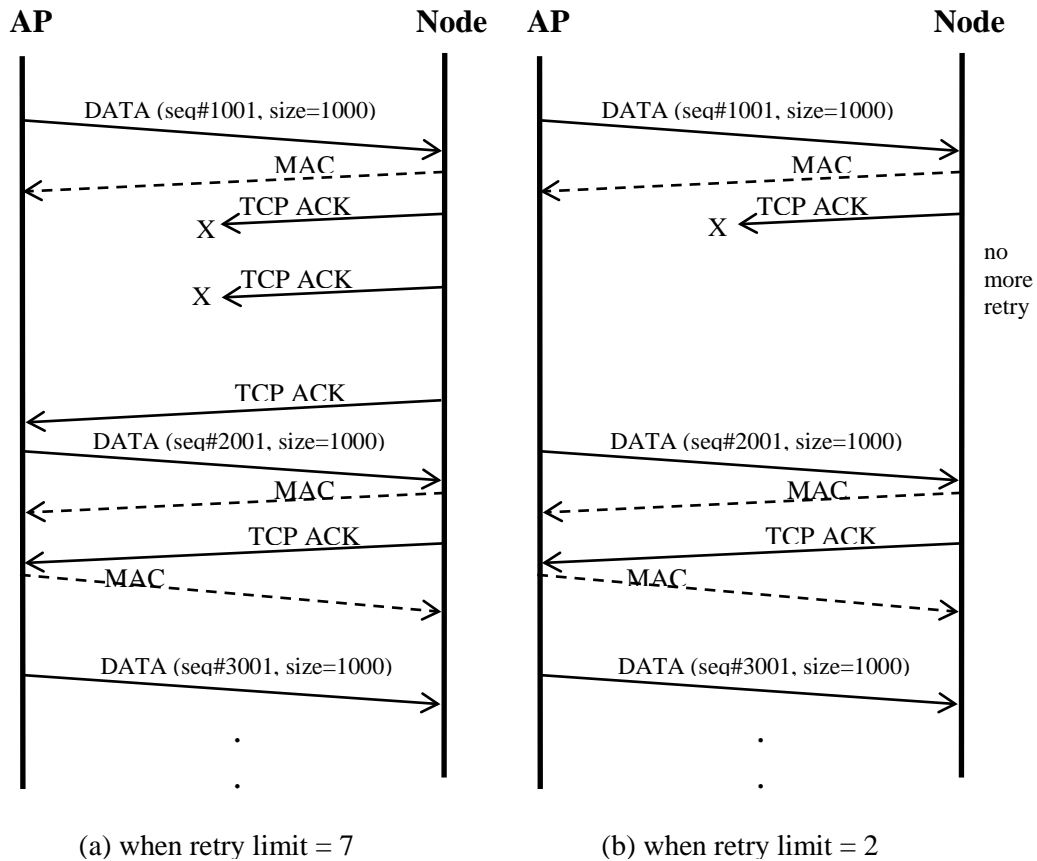 AP Node
DATA (seq#1001, size=1000)
MAC
TCP ACK
X
TCP ACK
X
TCP ACK
DATA (seq#2001, size=1000)
MAC
TCP ACK
MAC
DATA (seq#3001, size=1000)
.
.
(a) when retry limit = 7
AP Node
DATA (seq#1001, size=1000)
MAC
TCP ACK
X
no
more
retry
DATA (seq#2001, size=1000)
MAC
TCP ACK
MAC
DATA (seq#3001, size=1000)
.
.
(b) when retry limit = 2